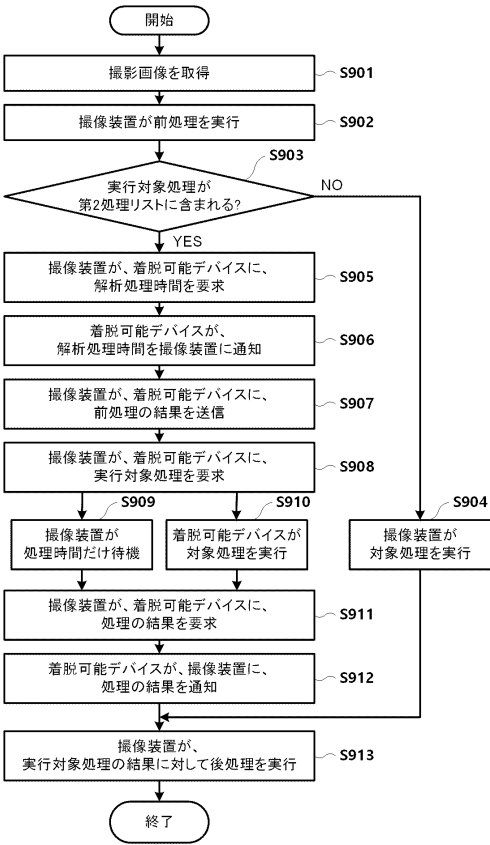 開始
撮影画像を取得
S901
撮像装置が前処理を実行
S902
S903
実行対象処理が
第2処理リストに含まれる?
NO
YES
撮像装置が、着脱可能デバイスに、
解析処理時間を要求
S905
着脱可能デバイスが、
解析処理時間を撮像装置に通知
S906
撮像装置が、着脱可能デバイスに、
前処理の結果を送信
S907
撮像装置が、着脱可能デバイスに、
実行対象処理を要求
S908
S909
撮像装置が
処理時間だけ待機
S910
着脱可能デバイスが
対象処理を実行
S904
撮像装置が
対象処理を実行
撮像装置が、着脱可能デバイスに、
処理の結果を要求
S911
着脱可能デバイスが、撮像装置に、
処理の結果を通知
S912
撮像装置が、
実行対象処理の結果に対して後処理を実行
S913
終了